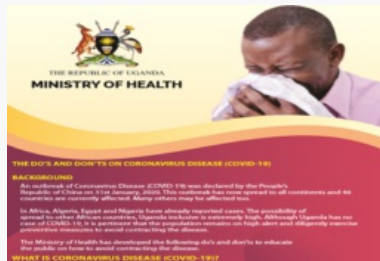 THE REPUBLIC OF UGANDA
MINISTRY OF HEALTH
THE DO'S AND DON'TS ON CORONAVIRUS DISEASE (COVID-19)
BACKGROUND
An outbreak of Coronavirus Disease (COVID-19) was declared by the People's
Republic of China on 31st January, 2020. This outbreak has now spread to all continents and 46
countries are currently affected. Many others may be affected too.
In Africa, Algeria, Egypt and Nigeria have already reported cases. The possibility of
spread to other African countries, Uganda inclusive is extremely high. Although Uganda has no
case of COVID-19, it is pertinent that the population remains on high alert and diligently exercise
preventive measures to avoid contracting the disease.
The Ministry of Health has developed the following do's and don'ts to educate
the public on how to avoid contracting the disease.
WHAT IS CORONAVIRUS DISEASE (COVID-19)?